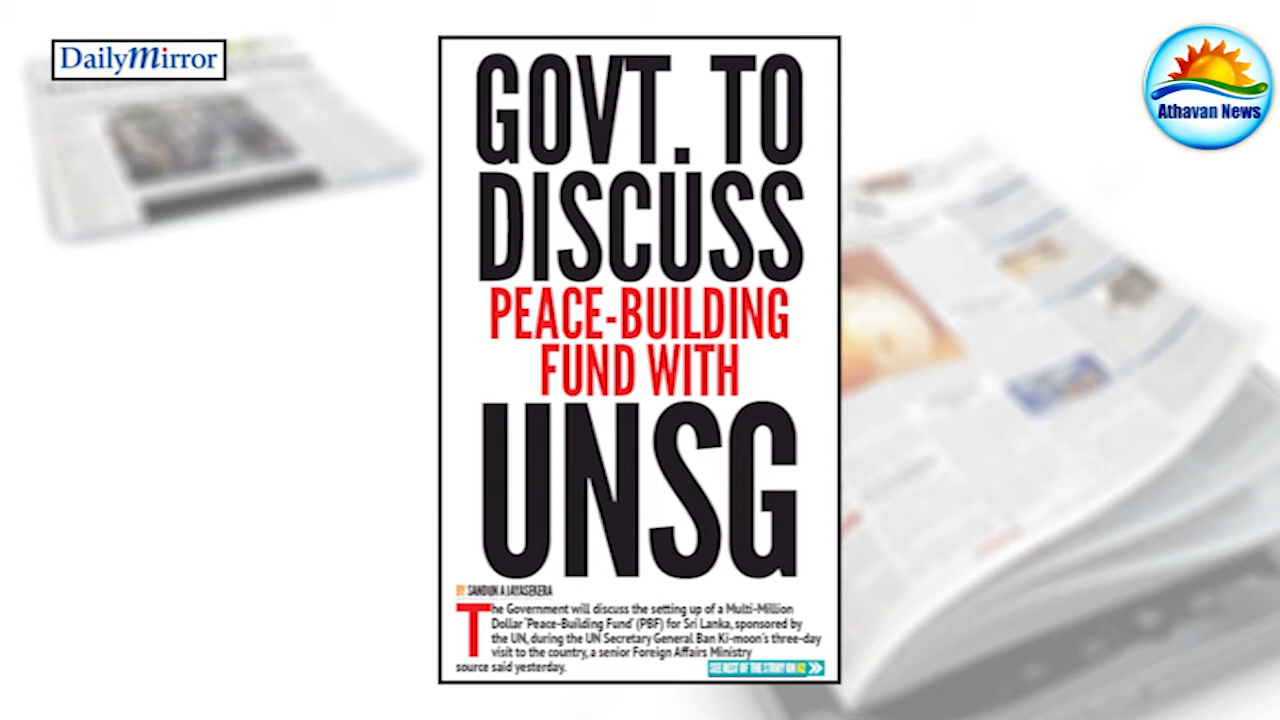 DailyMirror
Athavan News
GOVT. TO
DISCUSS
PEACE-BUILDING
FUND WITH
UNSG
BY SANDUN A JAYASEKERA
The Government will discuss the setting up of a Multi-Million
Dollar 'Peace-Building Fund' (PBF) for Sri Lanka, sponsored by
the UN, during the UN Secretary General Ban Ki-moon's three-day
visit to the country, a senior Foreign Affairs Ministry
source said yesterday.
SEE REST OF THE STORY ON A2